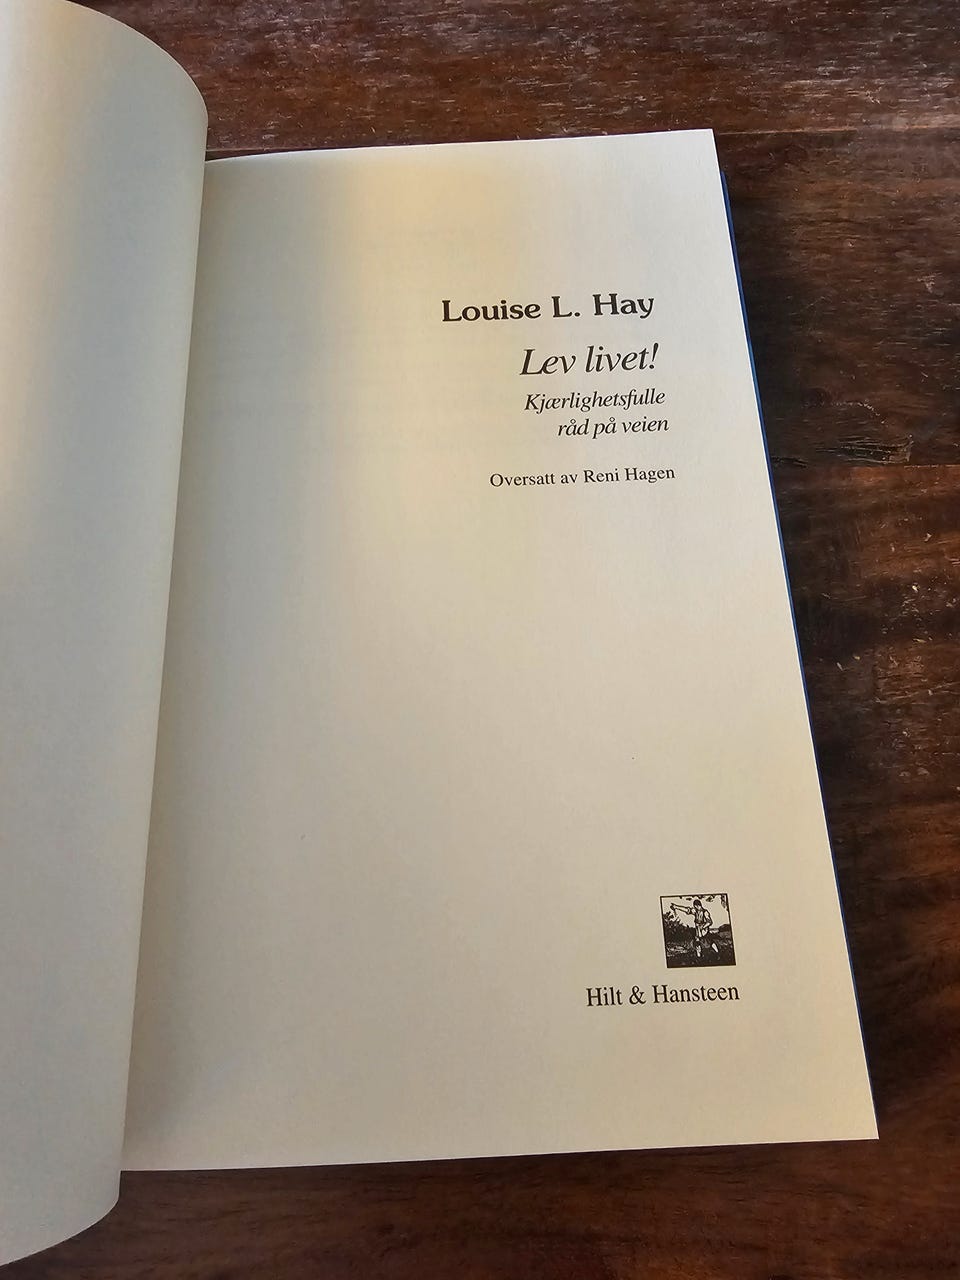 Louise L. Hay
Lev livet!
Kjærlighetsfulle
råd på veien
Oversatt av Reni Hagen
Hilt & Hansteen